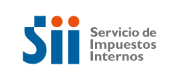 Sii Servicio de
Impuestos
Internos